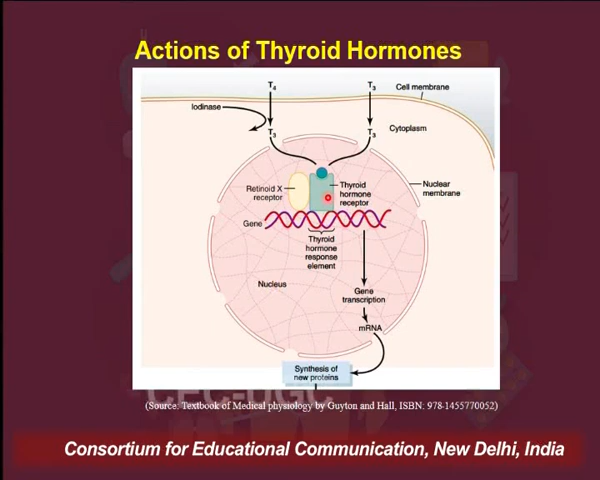 Actions of Thyroid Hormones
T4
T3
Cell membrane
Iodinase
T3
T3
Cytoplasm
Retinoid X
receptor
Thyroid
hormone
receptor
Nuclear
membrane
Gene
Thyroid
hormone
response
element
Nucleus
Gene
transcription
mRNA
Synthesis of
new proteins
CEC-UGC
(Source: Textbook of Medical physiology by Guyton and Hall, ISBN: 978-1455770052)
Consortium for Educational Communication, New Delhi, India